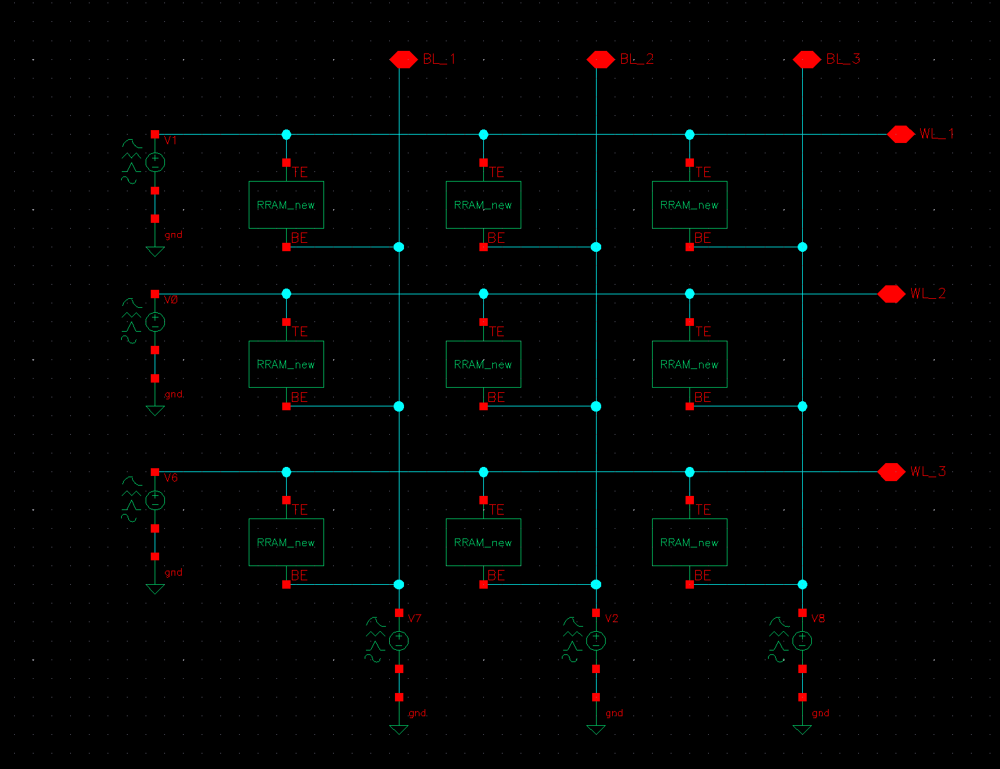 BL_1 BL_2 BL_3
V1 WL_1
TE TE TE
RRAM_new RRAM_new RRAM_new
gnd BE BE BE
V0 WL_2
TE TE TE
RRAM_new RRAM_new RRAM_new
gnd BE BE BE
V6 WL_3
TE TE TE
RRAM_new RRAM_new RRAM_new
gnd BE BE BE
V7 V2 V8
gnd gnd gnd